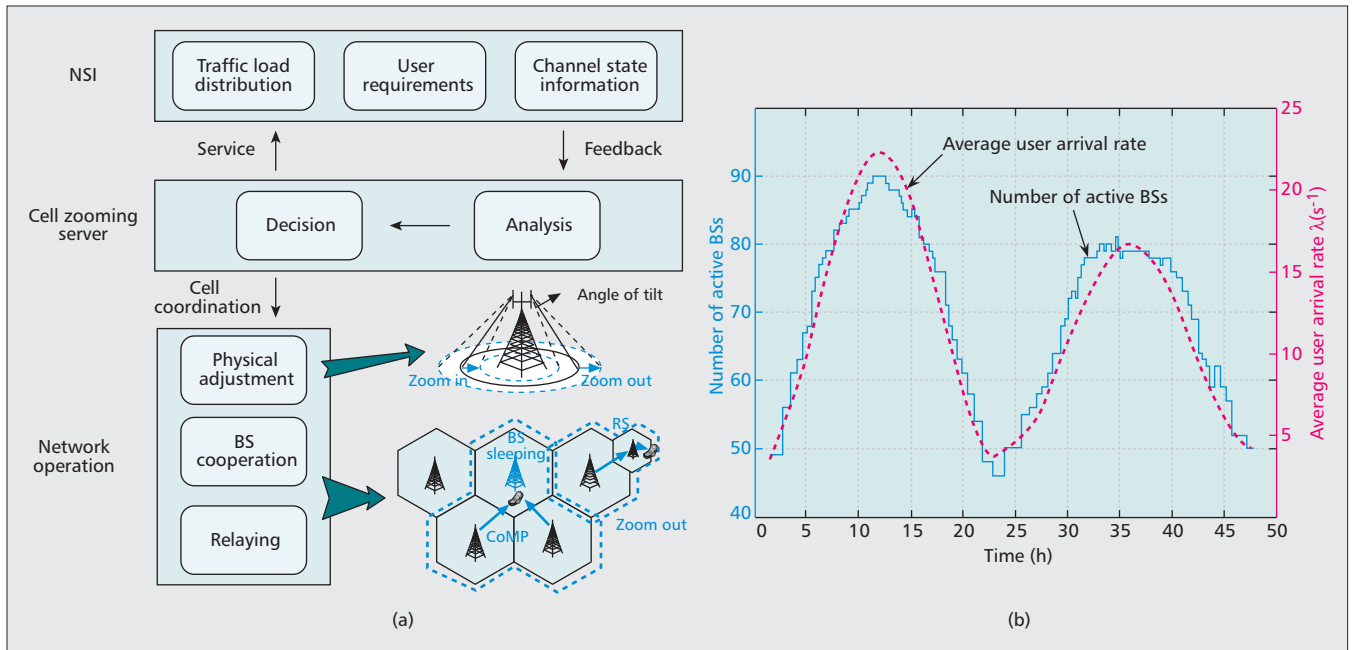 NSI
Traffic load
distribution
User
requirements
Channel state
information
Service
Feedback
Cell zooming
server
Decision
Analysis
Cell
coordination
Angle of tilt
Zoom in
Zoom out
Network
operation
Physical
adjustment
BS
cooperation
Relaying
BS
sleeping
RS
CoMP
Zoom out
(a)
Number of active BSs
90
80
70
60
50
40
Average user arrival rate
Number of active BSs
25
20
15
10
5
Average user arrival rate λ(s⁻¹)
0 5 10 15 20 25 30 35 40 45 50
Time (h)
(b)